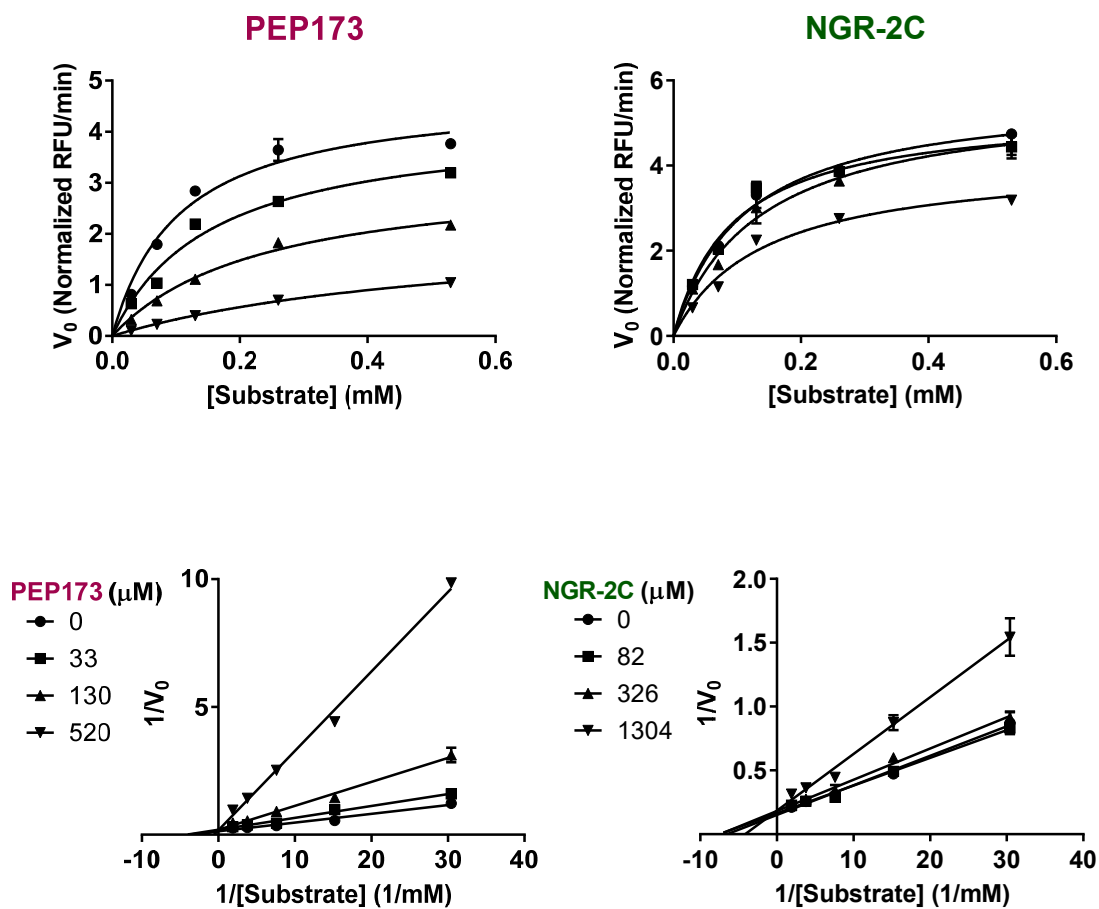 PEP173
V0 (Normalized RFU/min)
5
4
3
2
1
0
0.0 0.2 0.4 0.6
[Substrate] (mM)
NGR-2C
V0 (Normalized RFU/min)
6
4
2
0
0.0 0.2 0.4 0.6
[Substrate] (mM)
PEP173 (μM)
0
33
130
520
1/V0
10
5
-10 0 10 20 30 40
1/[Substrate] (1/mM)
NGR-2C (μM)
0
82
326
1304
1/V0
2.0
1.5
1.0
0.5
-10 0 10 20 30 40
1/[Substrate] (1/mM)